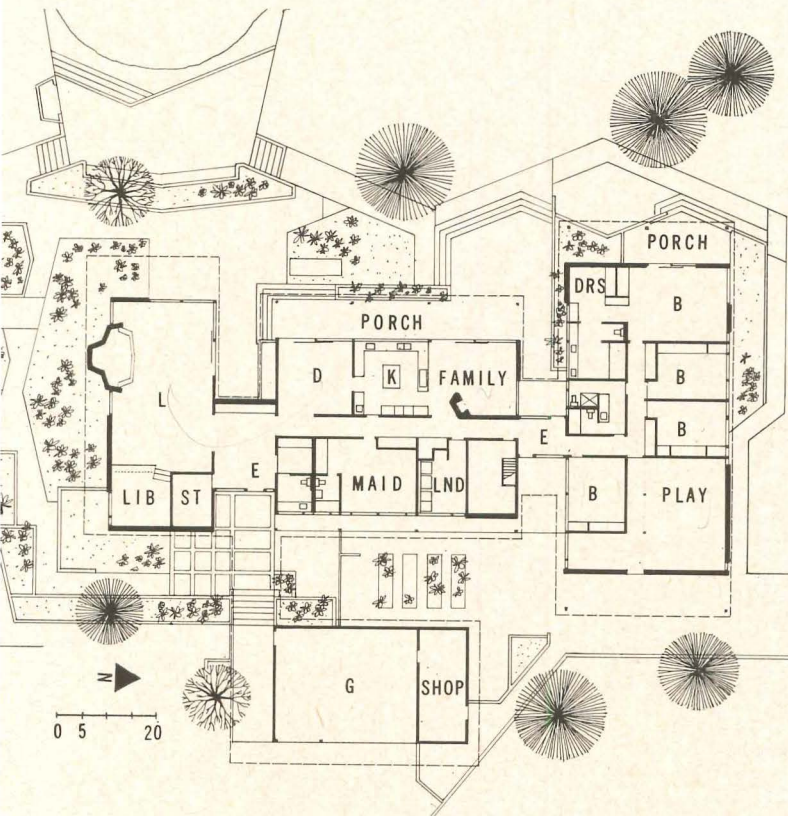 PORCH
DRS
B
PORCH
D
K
FAMILY
B
L
B
E
E
LIB
ST
MAID
LND
B
PLAY
N
G
SHOP
0 5 20